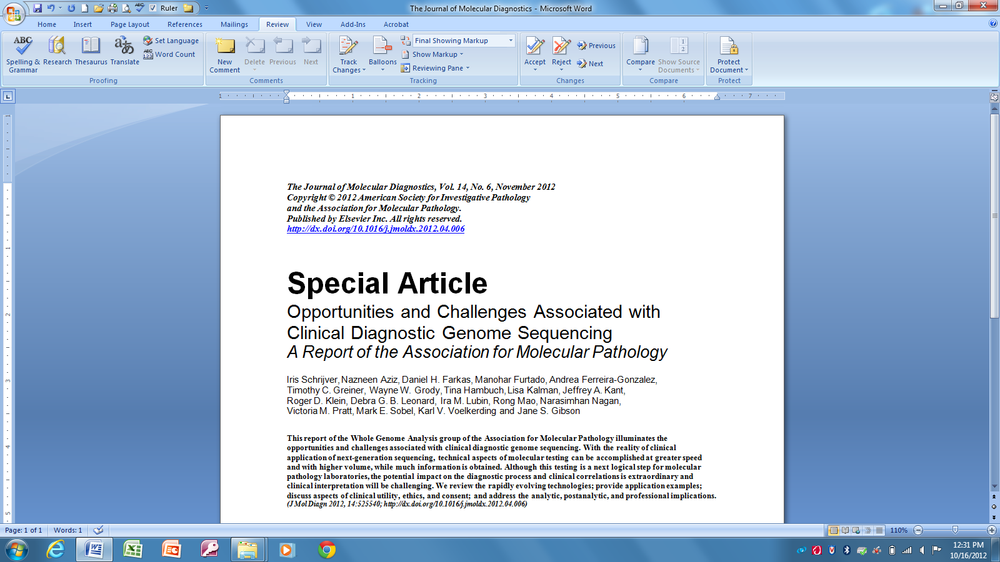 The Journal of Molecular Diagnostics - Microsoft Word
Ruler
Home Insert Page Layout References Mailings Review View Add-Ins Acrobat
ABC Spelling & Grammar
Research
Thesaurus
Translate
Set Language
ABC 123 Word Count
Proofing
New Comment
Delete
Previous
Next
Comments
Track Changes
Balloons
Final Showing Markup
Show Markup
Reviewing Pane
Tracking
Accept
Reject
Previous
Next
Changes
Compare
Show Source Documents
Compare
Protect Document
Protect
1 1 2 3 4 5 6 7
The Journal of Molecular Diagnostics, Vol. 14, No. 6, November 2012
Copyright © 2012 American Society for Investigative Pathology
and the Association for Molecular Pathology.
Published by Elsevier Inc. All rights reserved.
http://dx.doi.org/10.1016/j.jmoldx.2012.04.006
Special Article
Opportunities and Challenges Associated with
Clinical Diagnostic Genome Sequencing
A Report of the Association for Molecular Pathology
Iris Schrijver, Nazneen Aziz, Daniel H. Farkas, Manohar Furtado, Andrea Ferreira-Gonzalez,
Timothy C. Greiner, Wayne W. Grody, Tina Hambuch, Lisa Kalman, Jeffrey A. Kant,
Roger D. Klein, Debra G. B. Leonard, Ira M. Lubin, Rong Mao, Narasimhan Nagan,
Victoria M. Pratt, Mark E. Sobel, Karl V. Voelkerding and Jane S. Gibson
This report of the Whole Genome Analysis group of the Association for Molecular Pathology illuminates the
opportunities and challenges associated with clinical diagnostic genome sequencing. With the reality of clinical
application of next-generation sequencing, technical aspects of molecular testing can be accomplished at greater speed
and with higher volume, while much information is obtained. Although this testing is a next logical step for molecular
pathology laboratories, the potential impact on the diagnostic process and clinical correlations is extraordinary and
clinical interpretation will be challenging. We review the rapidly evolving technologies; provide application examples;
discuss aspects of clinical utility, ethics, and consent; and address the analytic, postanalytic, and professional implications.
(J Mol Diagn 2012, 14:525540; http://dx.doi.org/10.1016/j.jmoldx.2012.04.006)
Page: 1 of 1 Words: 1 110%
12:31 PM
10/16/2012